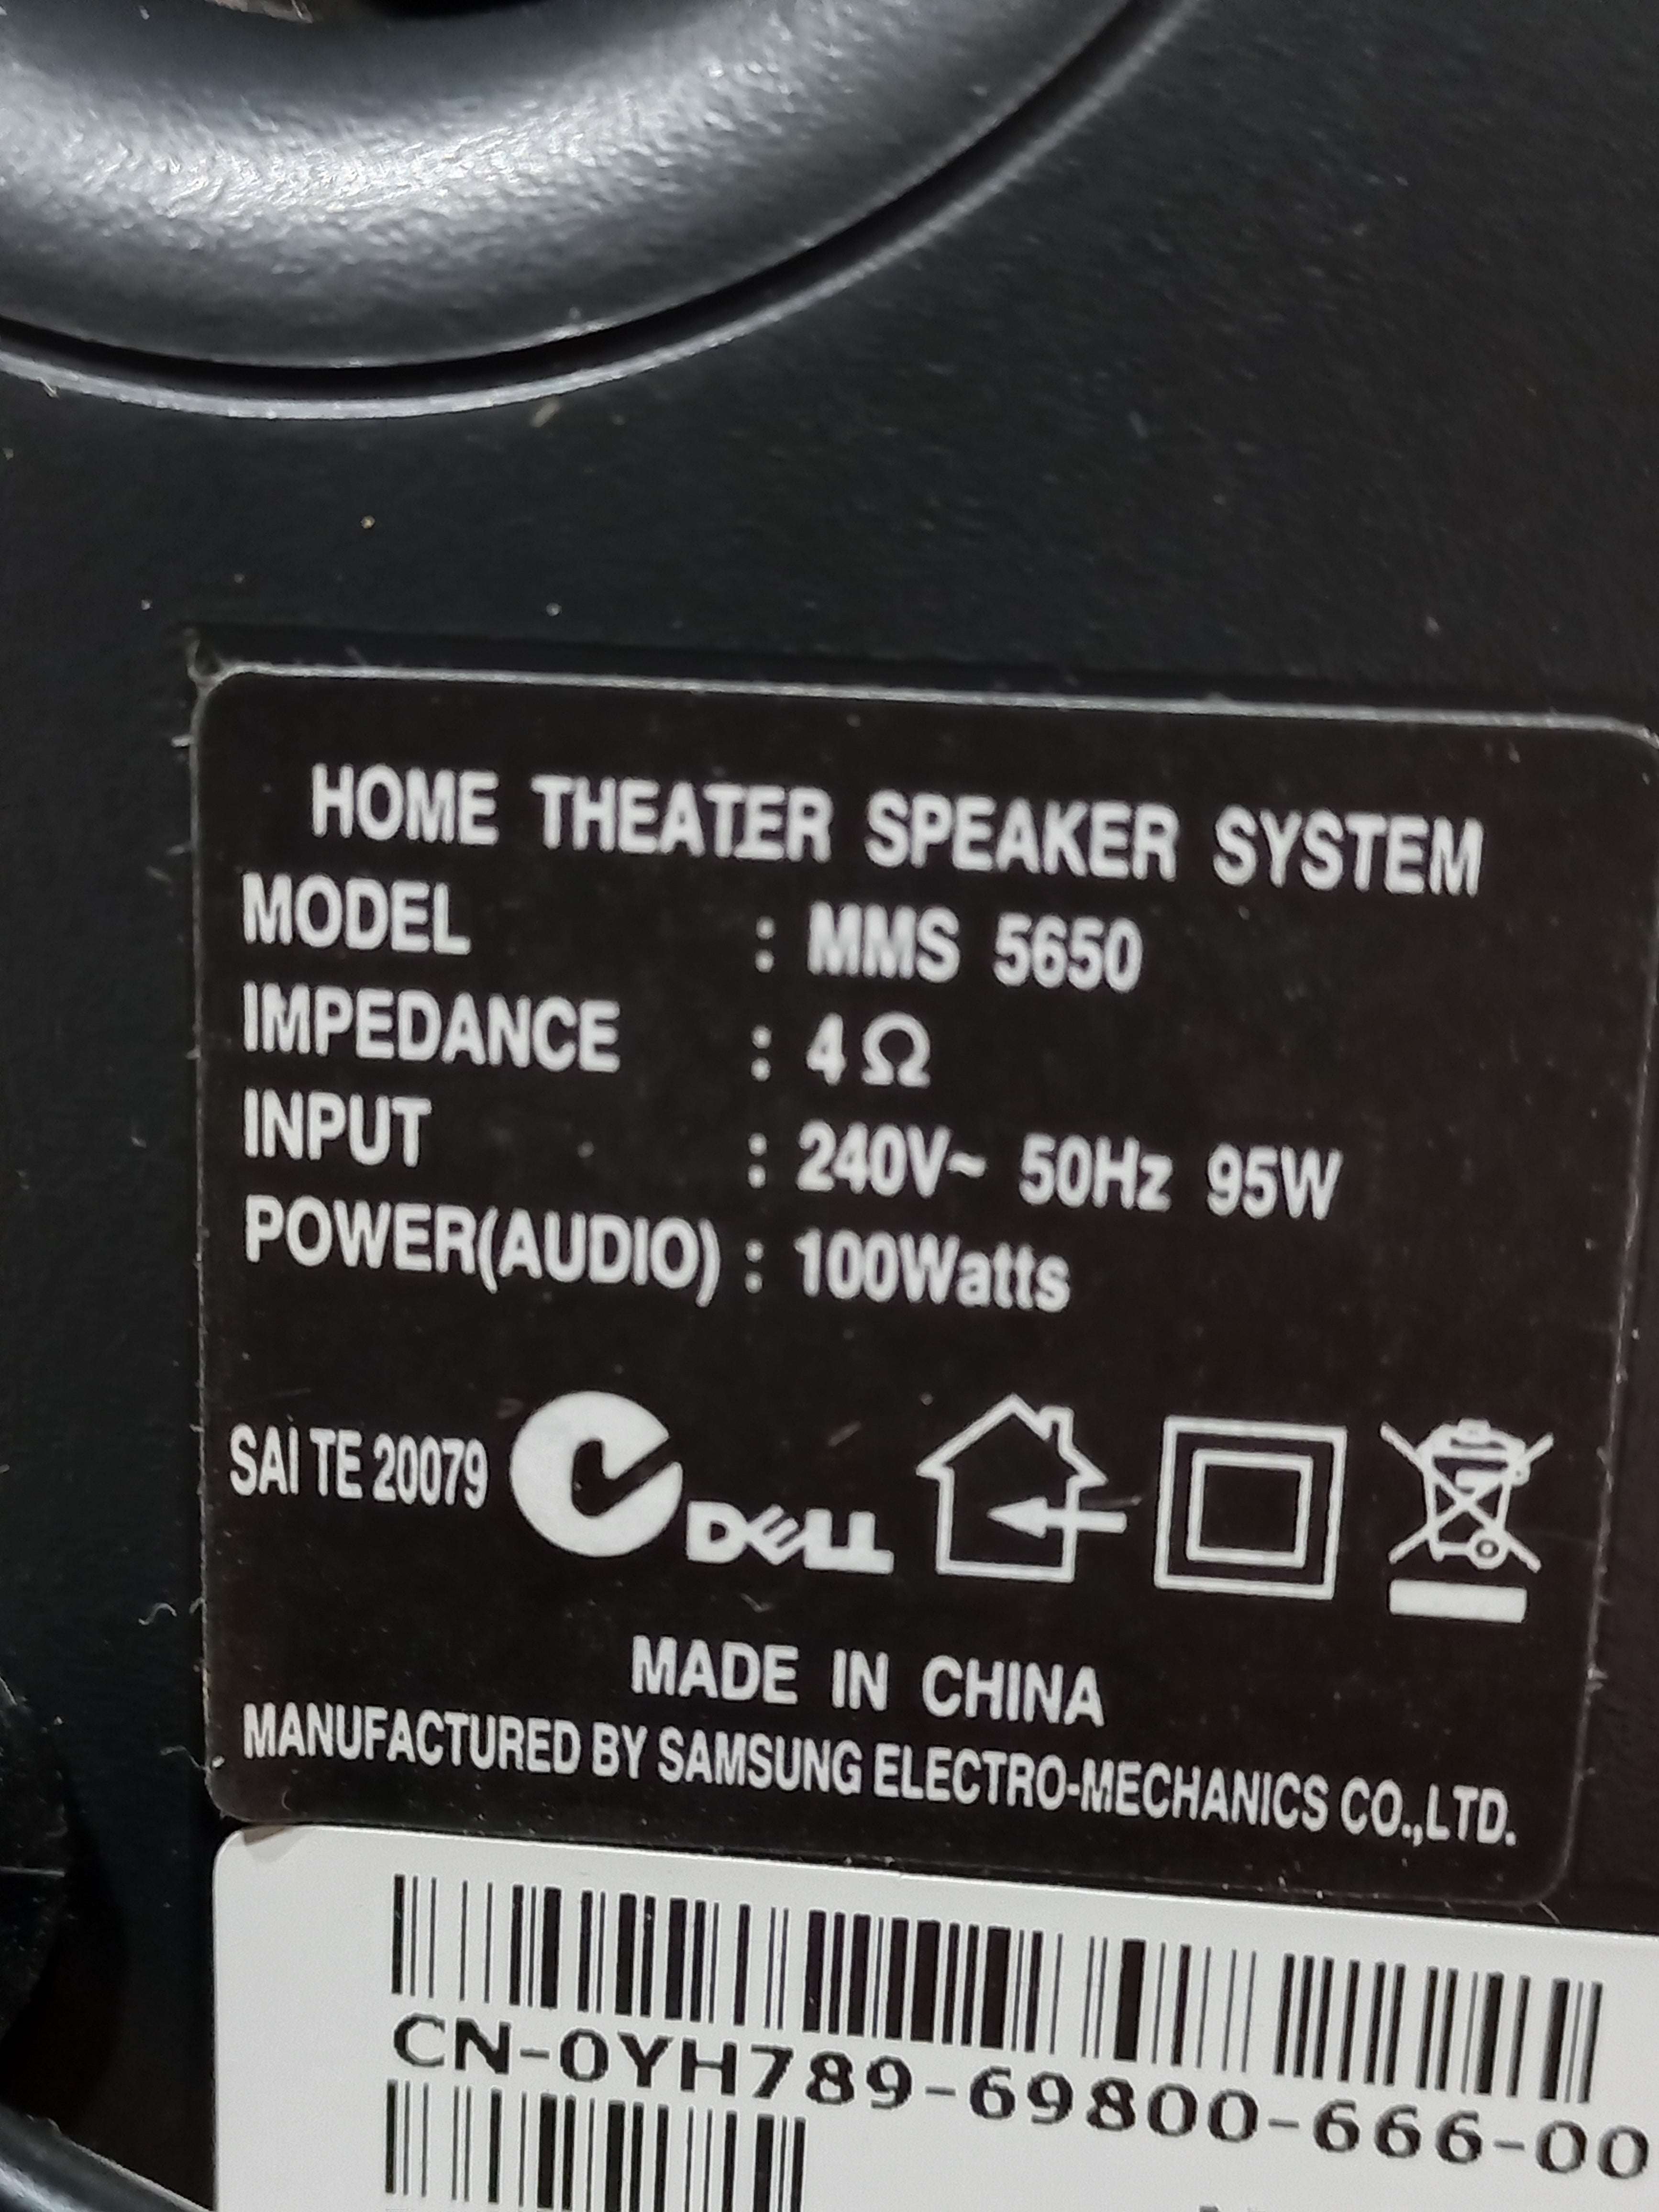 HOME THEATER SPEAKER SYSTEM
MODEL : MMS 5650
IMPEDANCE : 4Ω
INPUT : 240V~ 50Hz 95W
POWER(AUDIO) : 100Watts
SAI TE 20079 DELL
MADE IN CHINA
MANUFACTURED BY SAMSUNG ELECTRO-MECHANICS CO.,LTD.
CN-0YH789-69800-666-00